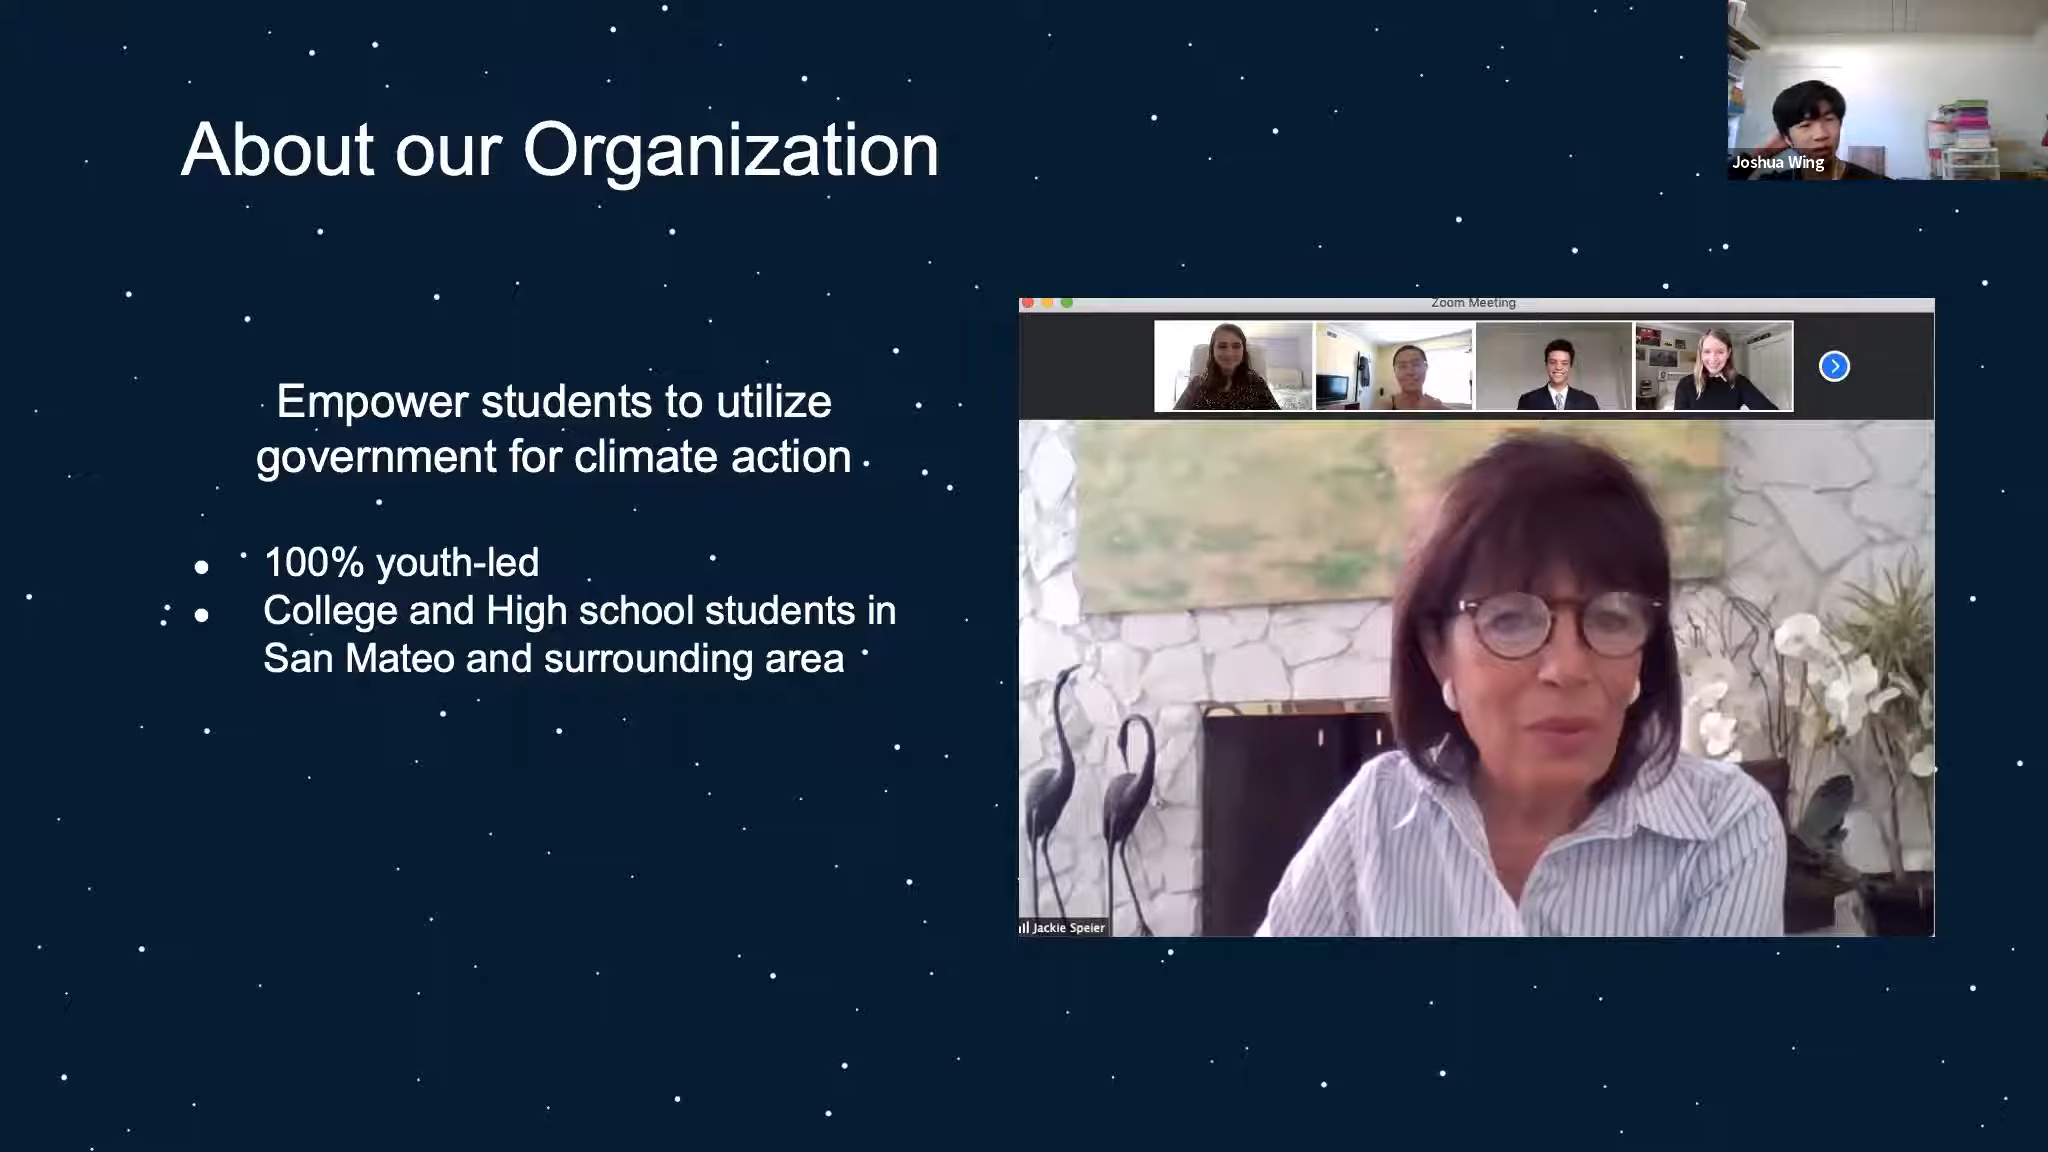 About our Organization
Joshua Wing
Zoom Meeting
Empower students to utilize
government for climate action
100% youth-led
College and High school students in
San Mateo and surrounding area
Jackie Speier